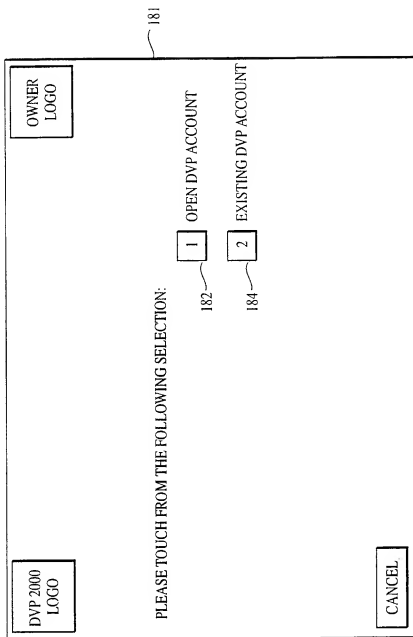 DVP 2000
LOGO
OWNER
LOGO
181
PLEASE TOUCH FROM THE FOLLOWING SELECTION:
1 OPEN DVP ACCOUNT
182
2 EXISTING DVP ACCOUNT
184
CANCEL